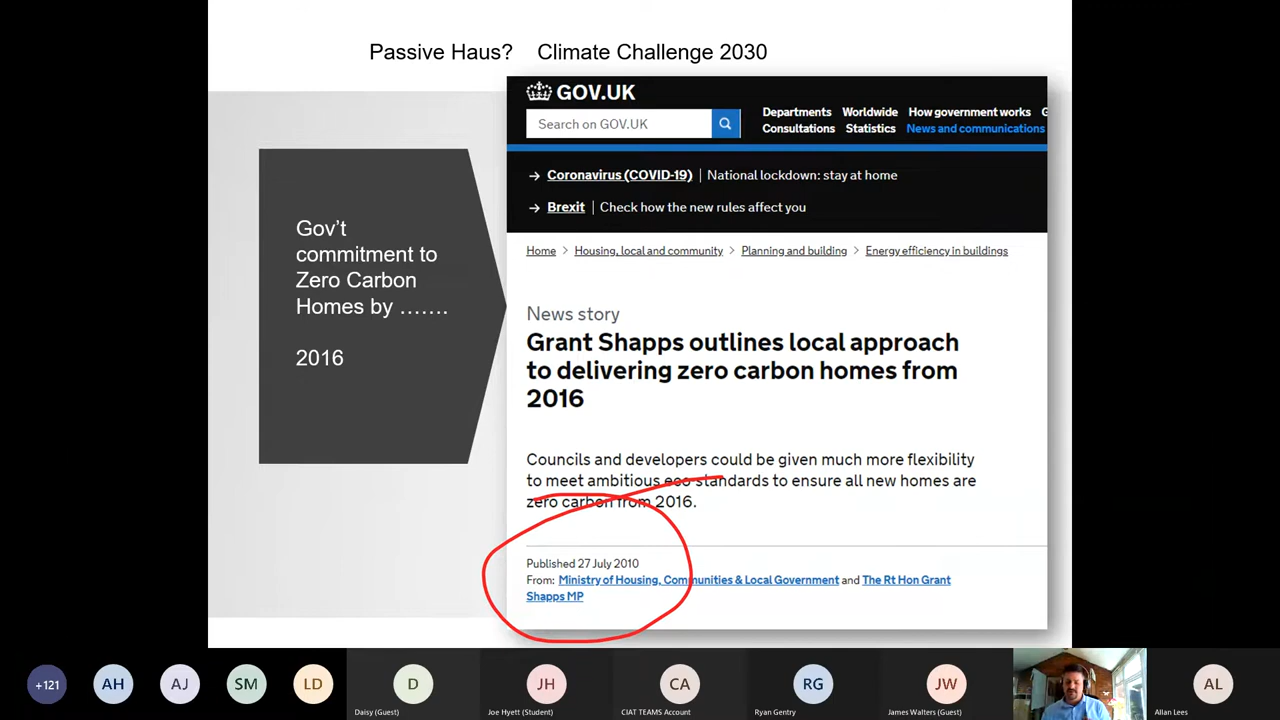 Passive Haus? Climate Challenge 2030
Gov't
commitment to
Zero Carbon
Homes by …….
2016
GOV.UK
Search on GOV.UK
Departments Worldwide How government works G
Consultations Statistics News and communications
→ Coronavirus (COVID-19) | National lockdown: stay at home
→ Brexit | Check how the new rules affect you
Home > Housing, local and community > Planning and building > Energy efficiency in buildings
News story
Grant Shapps outlines local approach
to delivering zero carbon homes from
2016
Councils and developers could be given much more flexibility
to meet ambitious eco standards to ensure all new homes are
zero carbon from 2016.
Published 27 July 2010
From: Ministry of Housing, Communities & Local Government and The Rt Hon Grant
Shapps MP
+121 AH AJ SM LD D JH CA RG JW AL
Daisy (Guest) Joe Hyett (Student) CIAT TEAMS Account Ryan Gentry James Walters (Guest) Allan Lees